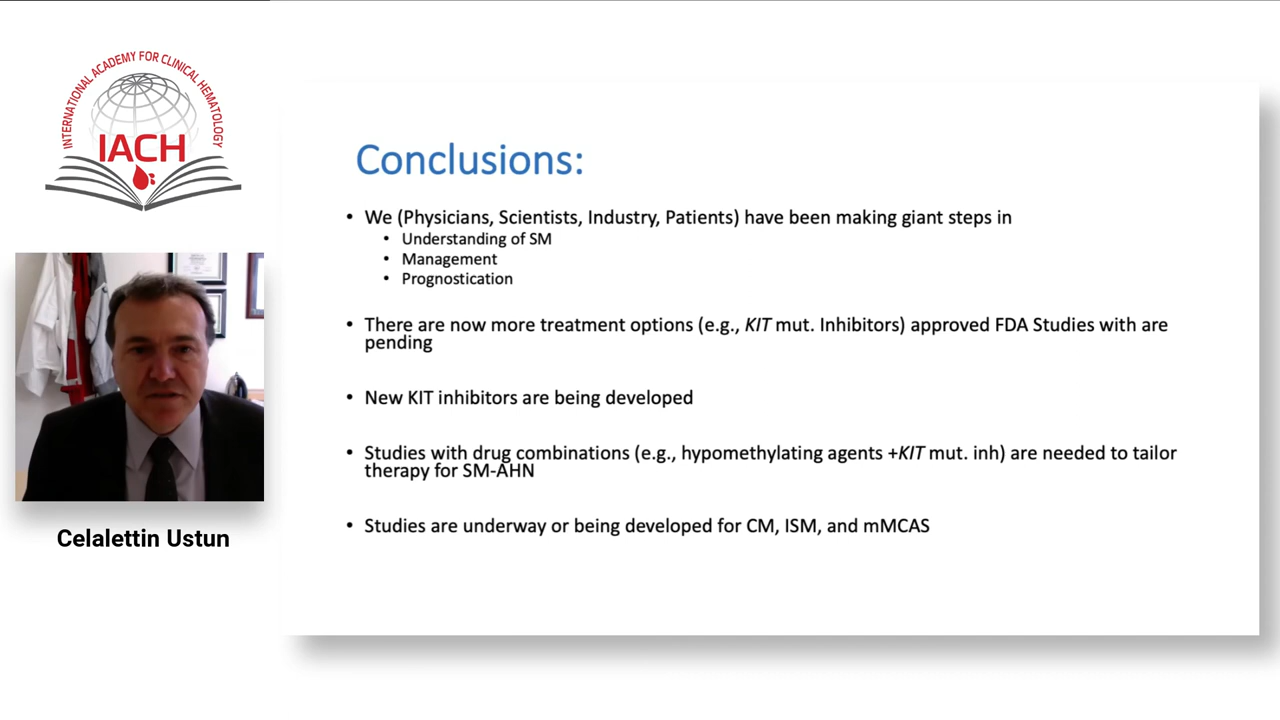 INTERNATIONAL ACADEMY FOR CLINICAL HEMATOLOGY
IACH
Celalettin Ustun
Conclusions:
• We (Physicians, Scientists, Industry, Patients) have been making giant steps in
• Understanding of SM
• Management
• Prognostication
• There are now more treatment options (e.g., KIT mut. Inhibitors) approved FDA Studies with are
pending
• New KIT inhibitors are being developed
• Studies with drug combinations (e.g., hypomethylating agents +KIT mut. inh) are needed to tailor
therapy for SM-AHN
• Studies are underway or being developed for CM, ISM, and mMCAS